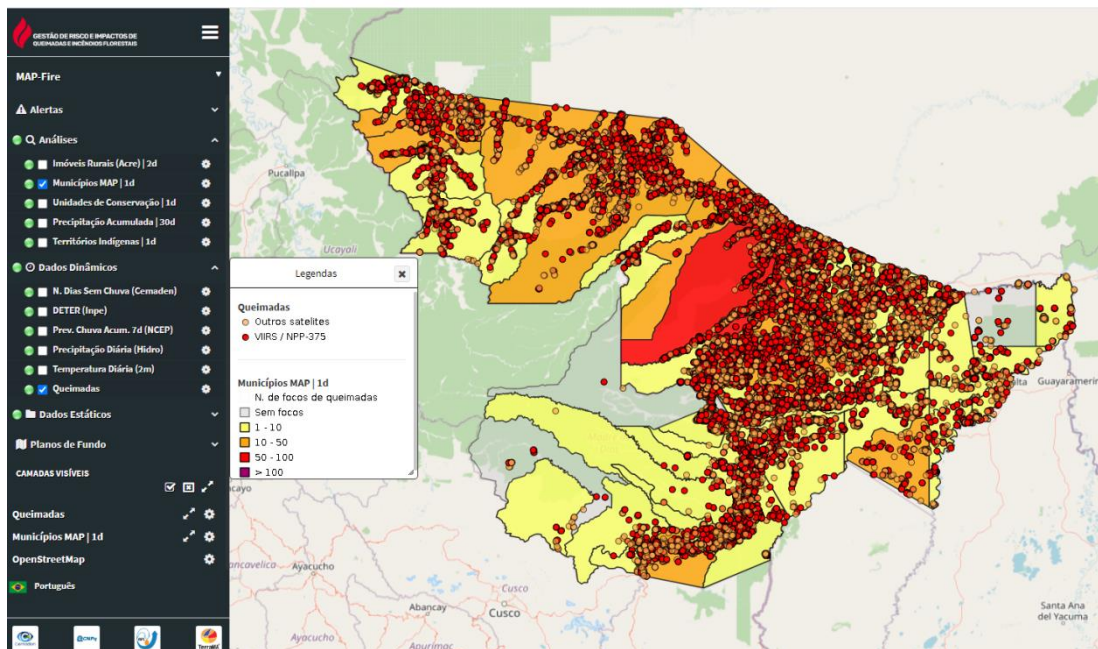 GESTÃO DE RISCO E IMPACTOS DE
QUEIMADAS E INCÊNDIOS FLORESTAIS
MAP-Fire
Alertas
Análises
Imóveis Rurais (Acre) | 2d
Municípios MAP | 1d
Unidades de Conservação | 1d
Precipitação Acumulada | 30d
Territórios Indígenas | 1d
Dados Dinâmicos
N. Dias Sem Chuva (Cemaden)
DETER (Inpe)
Prev. Chuva Acum. 7d (NCEP)
Precipitação Diária (Hidro)
Temperatura Diária (2m)
Queimadas
Dados Estáticos
Planos de Fundo
CAMADAS VISÍVEIS
Queimadas
Municípios MAP | 1d
OpenStreetMap
Português
Legendas
Queimadas
Outros satelites
VIIRS / NPP-375
Municípios MAP | 1d
N. de focos de queimadas
Sem focos
1 - 10
10 - 50
50 - 100
> 100
Pucallpa
Ucayali
Guayaramerín
Ayacucho
Cusco
Abancay
Cusco
Ayacucho
Apurímac
Santa Ana
del Yacuma